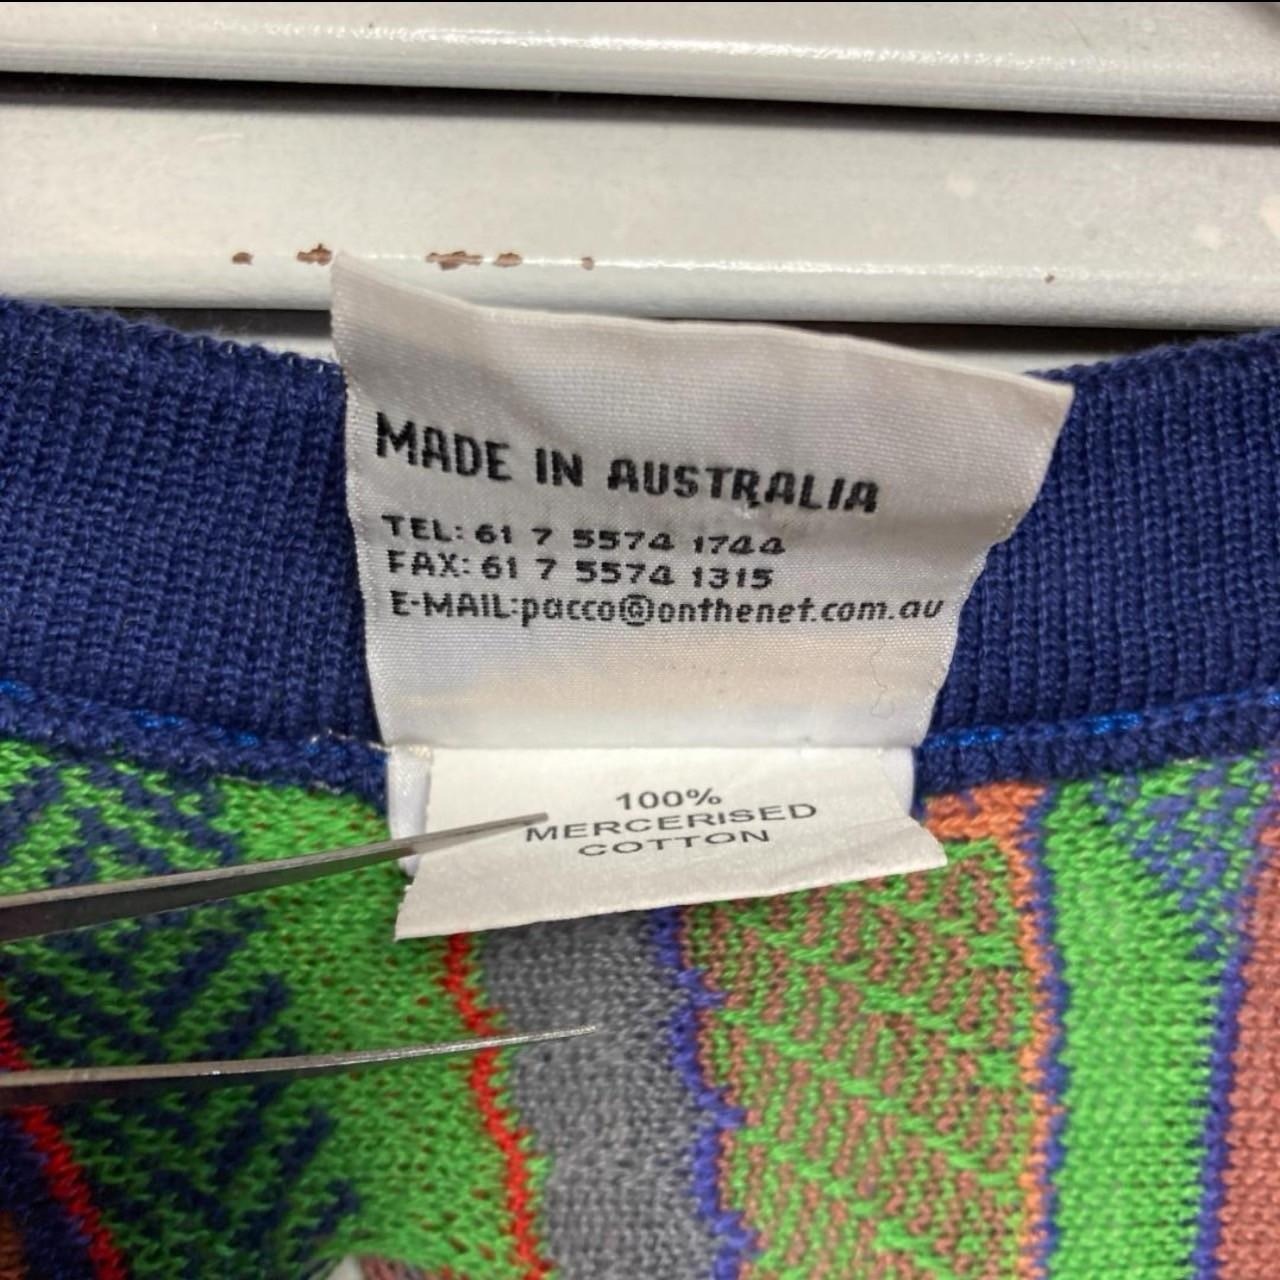 MADE IN AUSTRALIA
TEL: 61 7 5574 1744
FAX: 61 7 5574 1315
E-MAIL:pacco@onthenet.com.au
100%
MERCERISED
COTTON